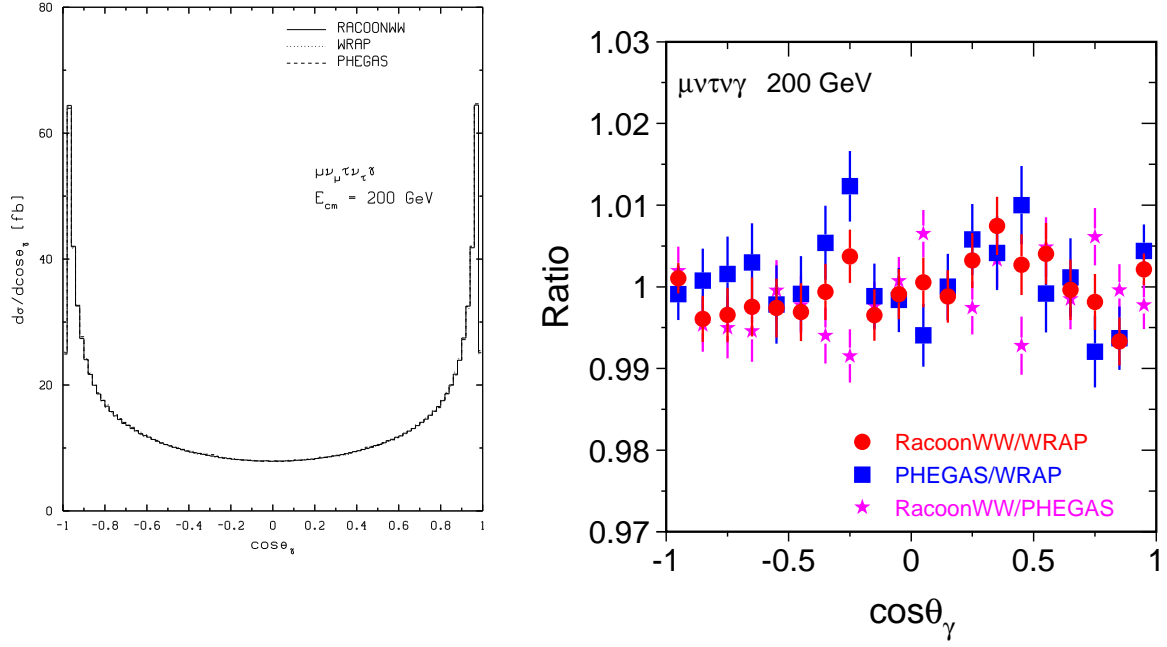 RACOONWW
WRAP
PHEGAS
μν_μτν_τγ
E_cm = 200 GeV
dσ/dcosθ_γ [fb]
80
60
40
20
0
-1 -0.8 -0.6 -0.4 -0.2 0 0.2 0.4 0.6 0.8 1
cosθ_γ
μντνγ 200 GeV
Ratio
1.03
1.02
1.01
1
0.99
0.98
0.97
RacoonWW/WRAP
PHEGAS/WRAP
RacoonWW/PHEGAS
-1 -0.5 0 0.5 1
cosθ_γ